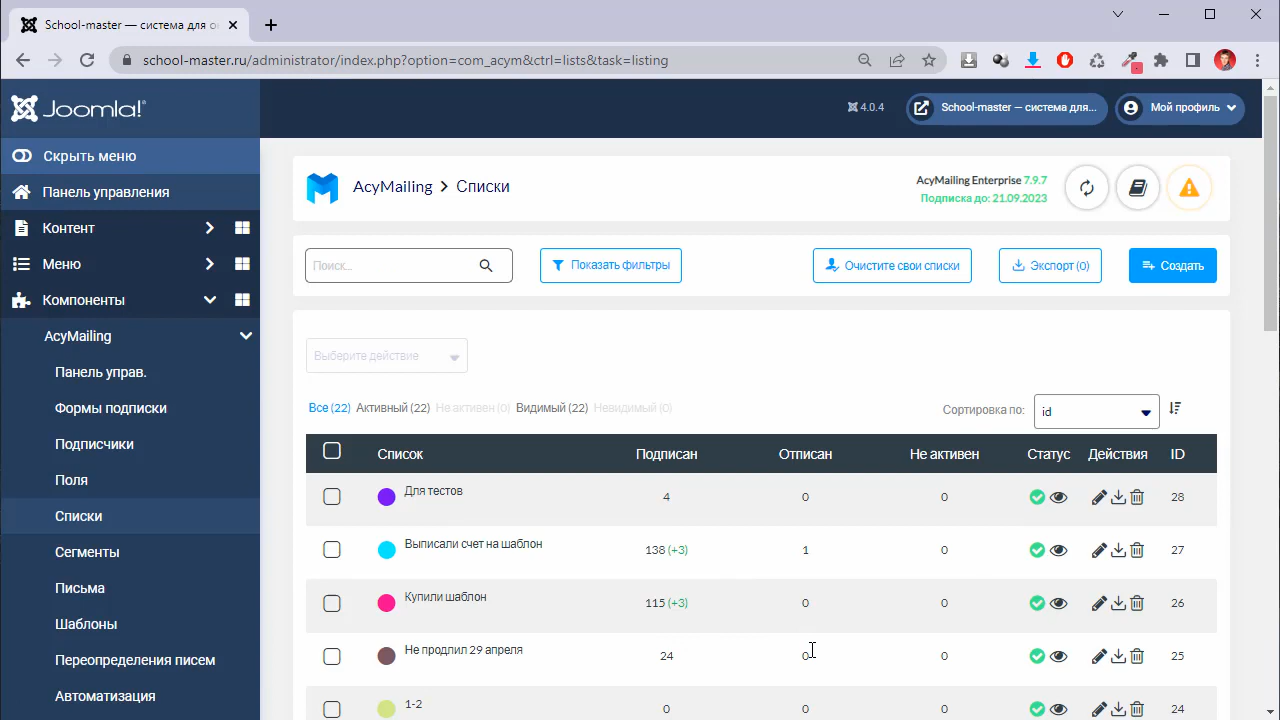 School-master — система для о
school-master.ru/administrator/index.php?option=com_acym&ctrl=lists&task=listing
Joomla!
4.0.4
School-master — система для...
Мой профиль
Скрыть меню
Панель управления
Контент
Меню
Компоненты
AcyMailing
Панель управ.
Формы подписки
Подписчики
Поля
Списки
Сегменты
Письма
Шаблоны
Переопределения писем
Автоматизация
AcyMailing > Списки
AcyMailing Enterprise 7.9.7
Подписка до: 21.09.2023
Поиск...
Показать фильтры
Очистите свои списки
Экспорт (0)
Создать
Выберите действие
Все (22) Активный (22) Не активен (0) Видимый (22) Невидимый (0)
Сортировка по: id
Список Подписан Отписан Не активен Статус Действия ID
Для тестов 4 0 0 28
Выписали счет на шаблон 138 (+3) 1 0 27
Купили шаблон 115 (+3) 0 0 26
Не продлил 29 апреля 24 0 0 25
1-2 0 0 0 24